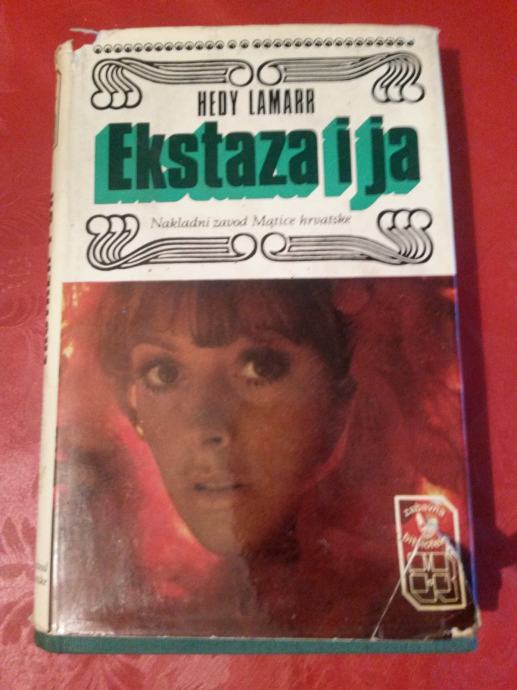 HEDY LAMARR
Ekstaza i ja
Nakladni zavod Matice hrvatske
zabavna
biblioteka